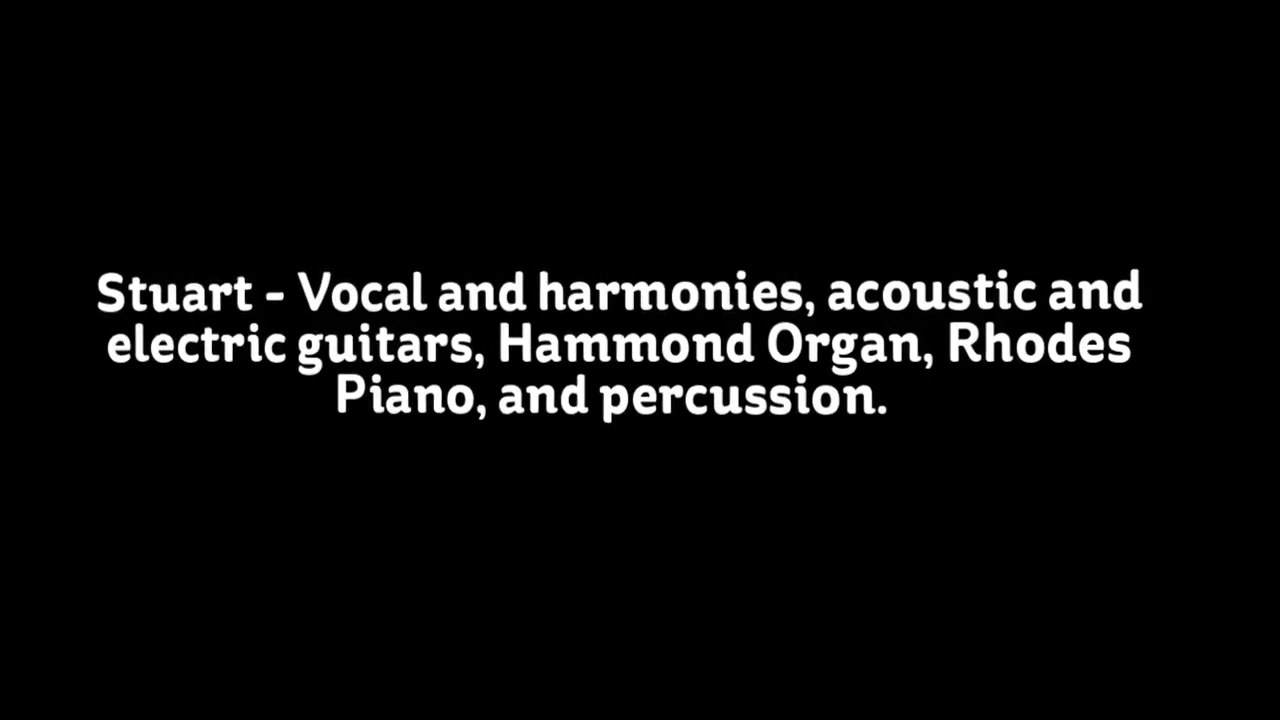 Stuart - Vocal and harmonies, acoustic and
electric guitars, Hammond Organ, Rhodes
Piano, and percussion.